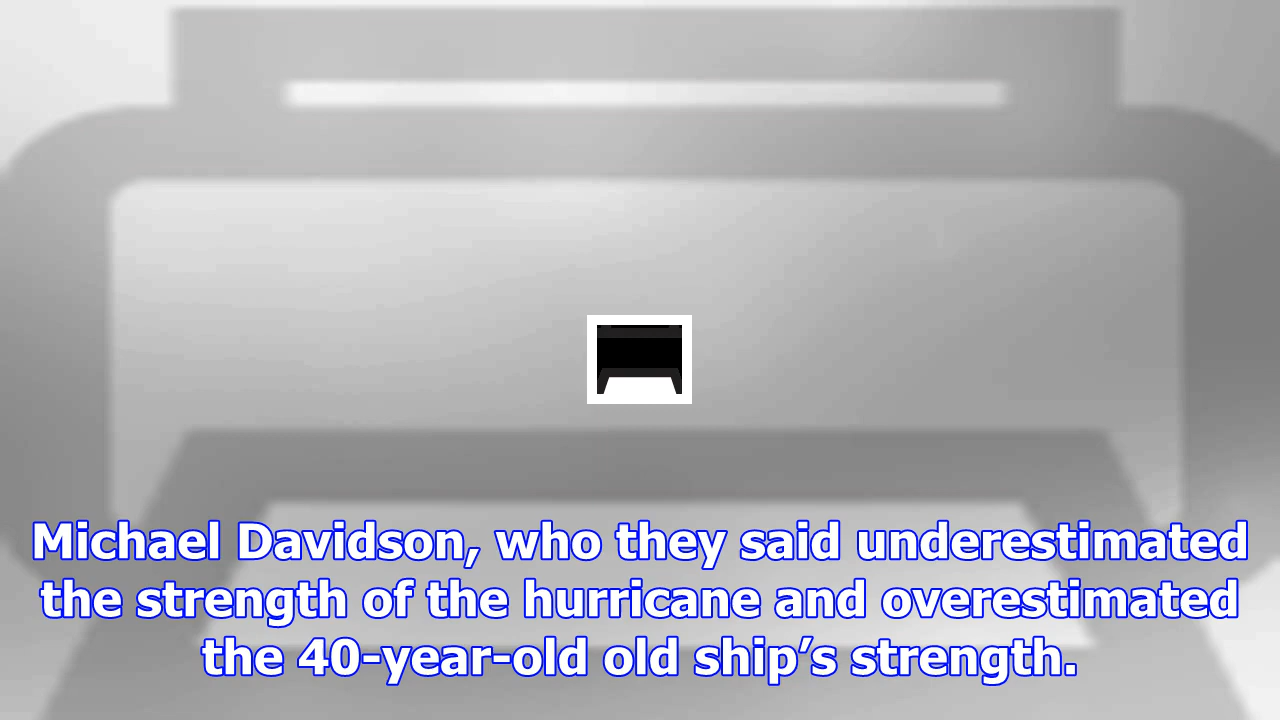 Michael Davidson, who they said underestimated
the strength of the hurricane and overestimated
the 40-year-old old ship’s strength.